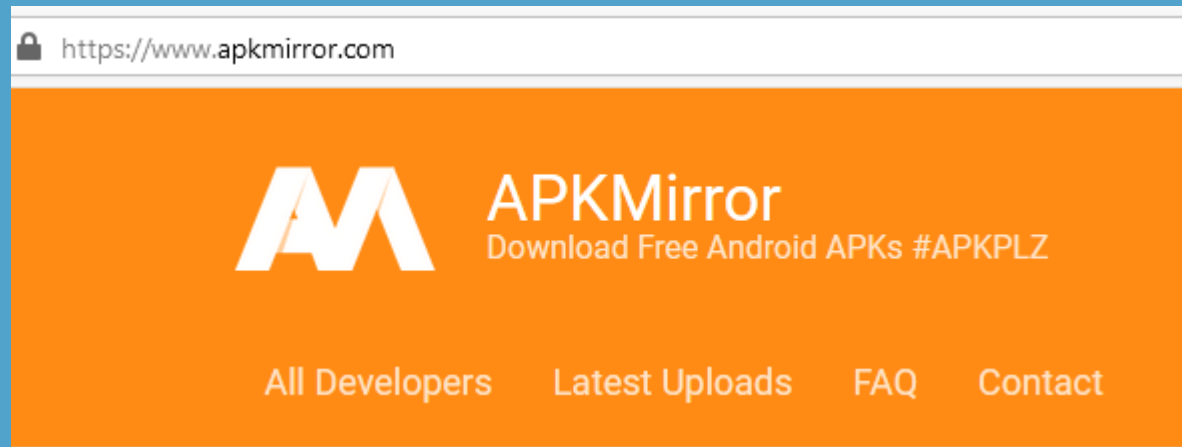 https://www.apkmirror.com
APKMirror
Download Free Android APKs #APKPLZ
All Developers Latest Uploads FAQ Contact